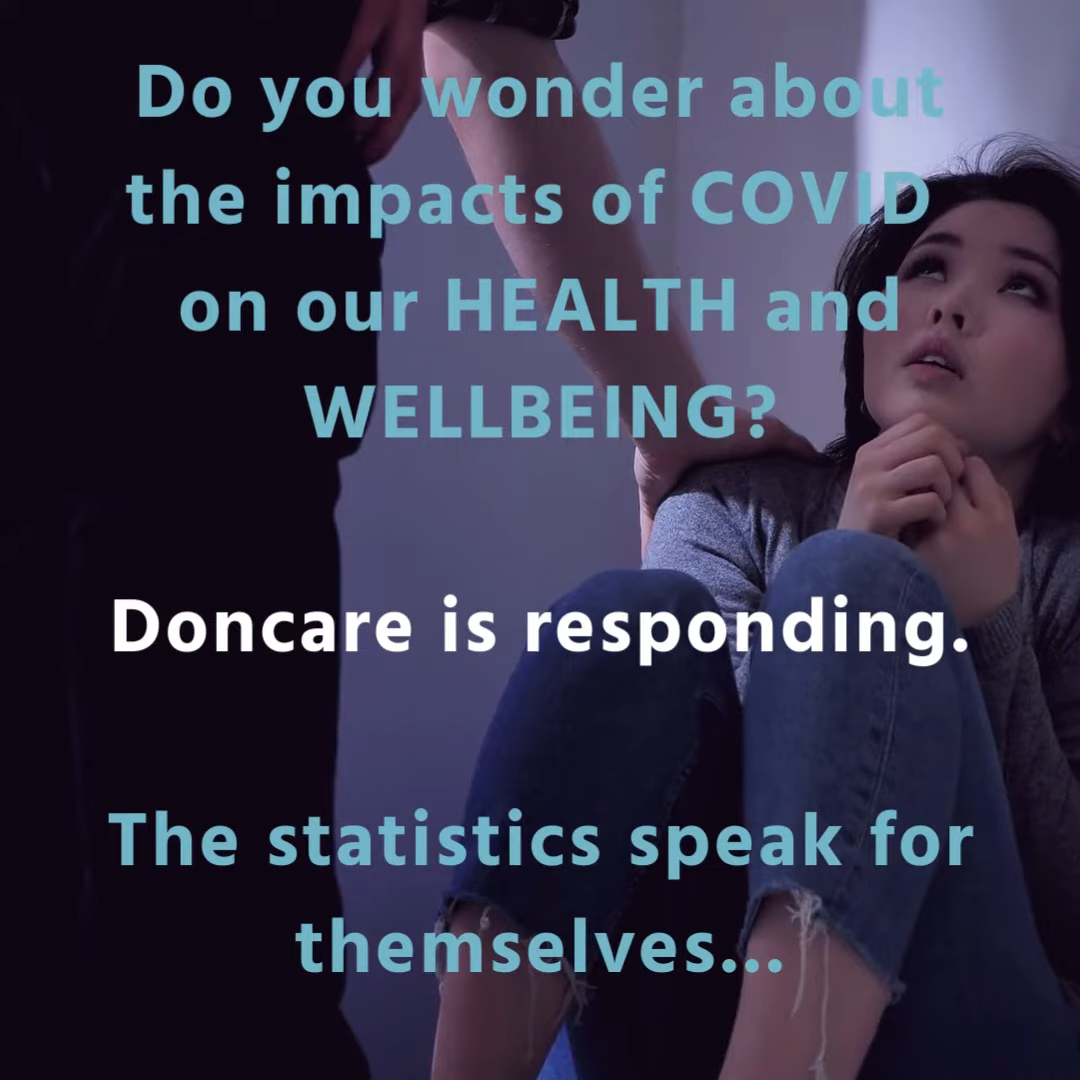 Do you wonder about
the impacts of COVID
on our HEALTH and
WELLBEING?
Doncare is responding.
The statistics speak for
themselves...